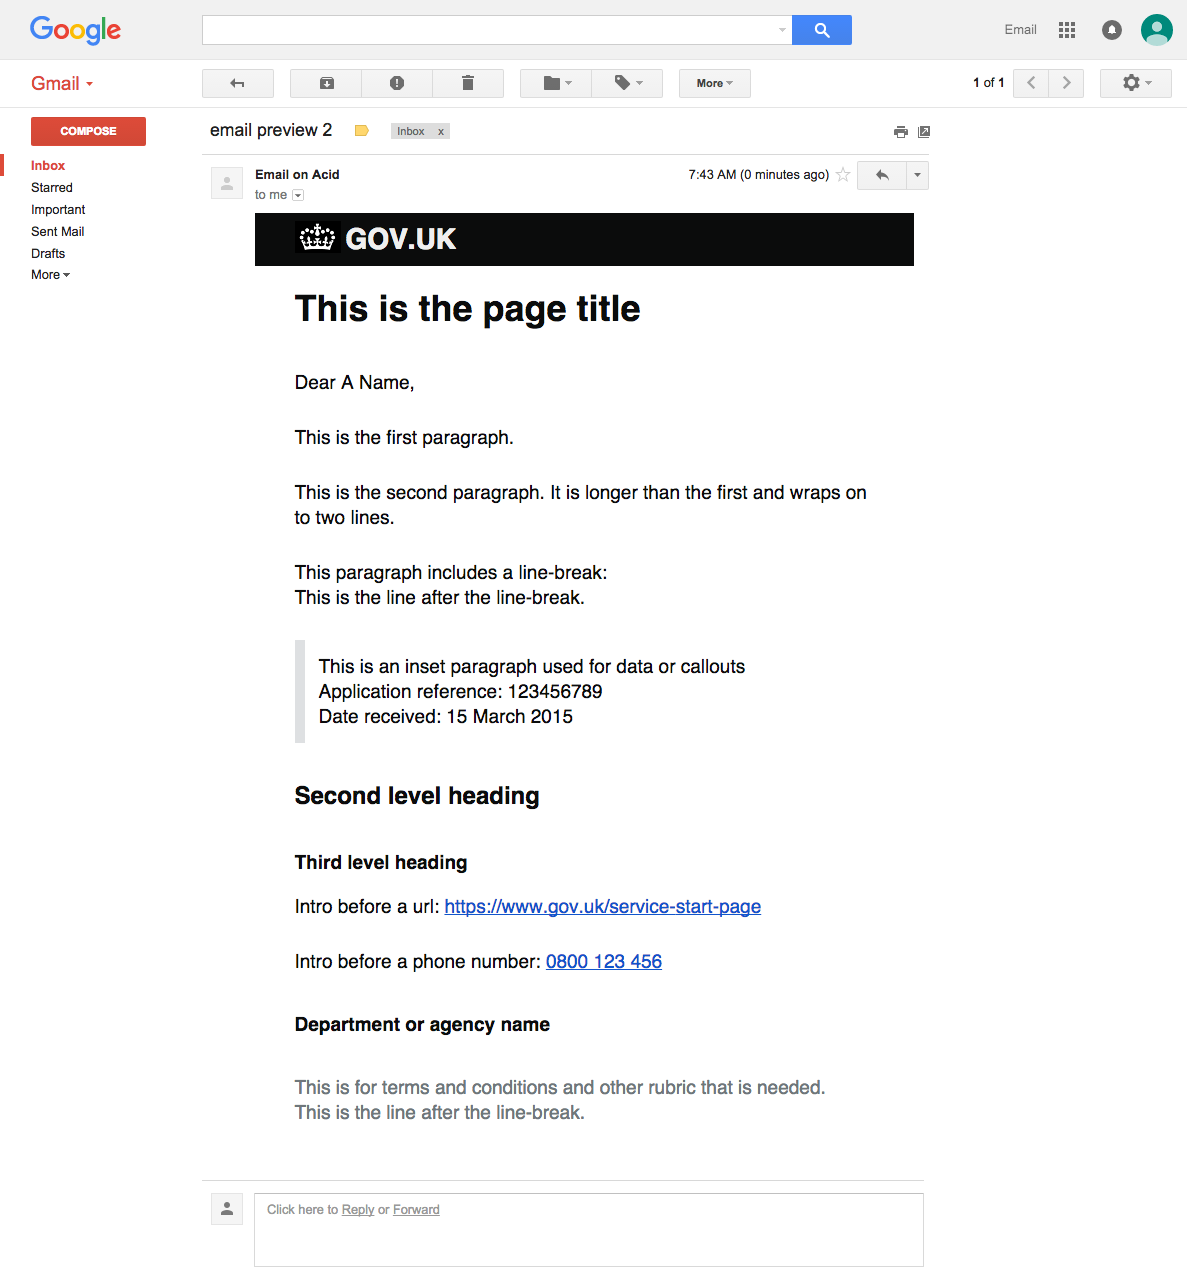 Google
Email
Gmail
More
1 of 1
COMPOSE
Inbox
Starred
Important
Sent Mail
Drafts
More
email preview 2
Inbox x
Email on Acid
7:43 AM (0 minutes ago)
to me
GOV.UK
This is the page title
Dear A Name,
This is the first paragraph.
This is the second paragraph. It is longer than the first and wraps on
to two lines.
This paragraph includes a line-break:
This is the line after the line-break.
This is an inset paragraph used for data or callouts
Application reference: 123456789
Date received: 15 March 2015
Second level heading
Third level heading
Intro before a url: https://www.gov.uk/service-start-page
Intro before a phone number: 0800 123 456
Department or agency name
This is for terms and conditions and other rubric that is needed.
This is the line after the line-break.
Click here to Reply or Forward